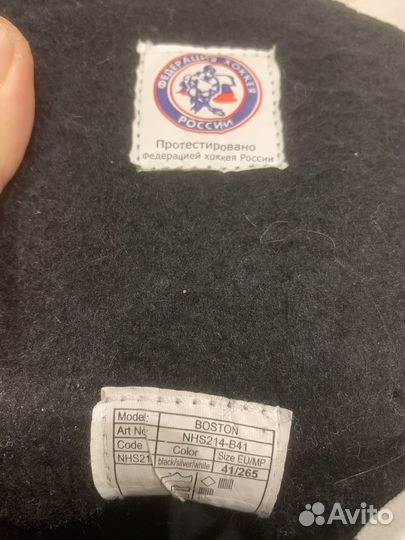 ФЕДЕРАЦИЯ ХОККЕЯ
РОССИИ
Протестировано
Федерацией хоккея России
Model BOSTON
Art No NHS214-B41
Code Color Size EU/MP
NHS21 black/silver/white 41/265
Avito